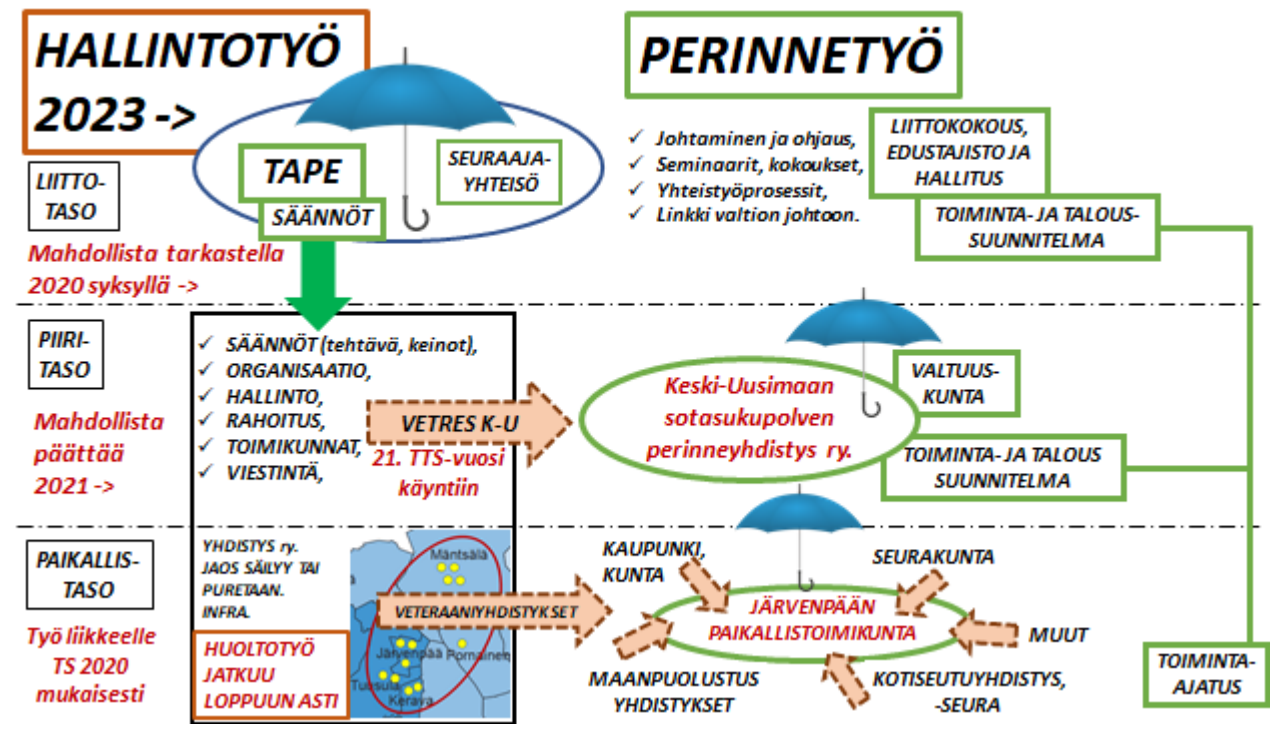 HALLINTOTYÖ
2023 ->
PERINNETYÖ
LIITTO-
TASO
Mahdollista tarkastella
2020 syksyllä ->
TAPE
SÄÄNNÖT
SEURAAJA-
YHTEISÖ
✓ Johtaminen ja ohjaus,
✓ Seminaarit, kokoukset,
✓ Yhteistyöprosessit,
✓ Linkki valtion johtoon.
LIITTOKOKOUS,
EDUSTAJISTO JA
HALLITUS
TOIMINTA- JA TALOUS-
SUUNNITELMA
PIIRI-
TASO
Mahdollista
päättää
2021 ->
✓ SÄÄNNÖT (tehtävä, keinot),
✓ ORGANISAATIO,
✓ HALLINTO,
✓ RAHOITUS,
✓ TOIMIKUNNAT,
✓ VIESTINTÄ,
VETRES K-U
21. TTS-vuosi
käyntiin
Keski-Uusimaan
sotasukupolven
perinneyhdistys ry.
VALTUUS-
KUNTA
TOIMINTA- JA TALOUS
SUUNNITELMA
PAIKALLIS-
TASO
Työ liikkeelle
TS 2020
mukaisesti
YHDISTYS ry.
JAOS SÄILYY TAI
PURETAAN.
INFRA.
HUOLTOTYÖ
JATKUU
LOPPUUN ASTI
Mäntsälä
VETERAANIYHDISTYKSET
Järvenpää Pornainen
Tuusula
Kerava
KAUPUNKI,
KUNTA
SEURAKUNTA
JÄRVENPÄÄN
PAIKALLISTOIMIKUNTA
MUUT
MAANPUOLUSTUS
YHDISTYKSET
KOTISEUTUYHDISTYS,
-SEURA
TOIMINTA-
AJATUS